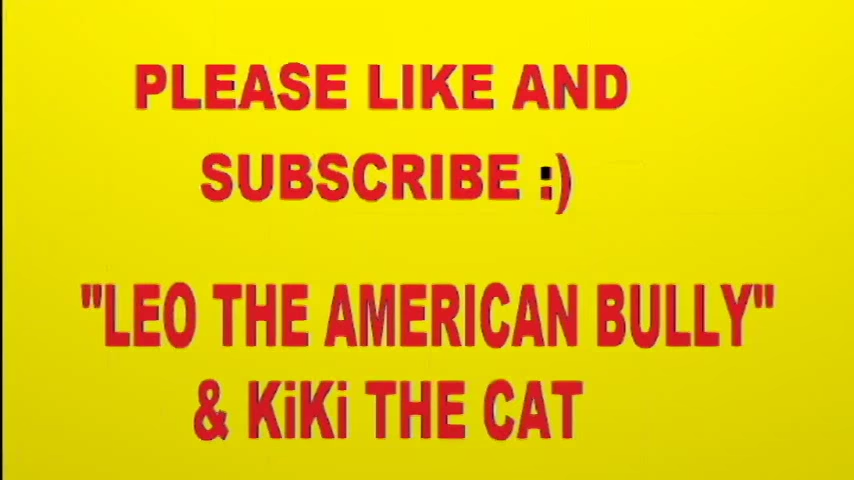 PLEASE LIKE AND
SUBSCRIBE :)
"LEO THE AMERICAN BULLY"
& KiKi THE CAT